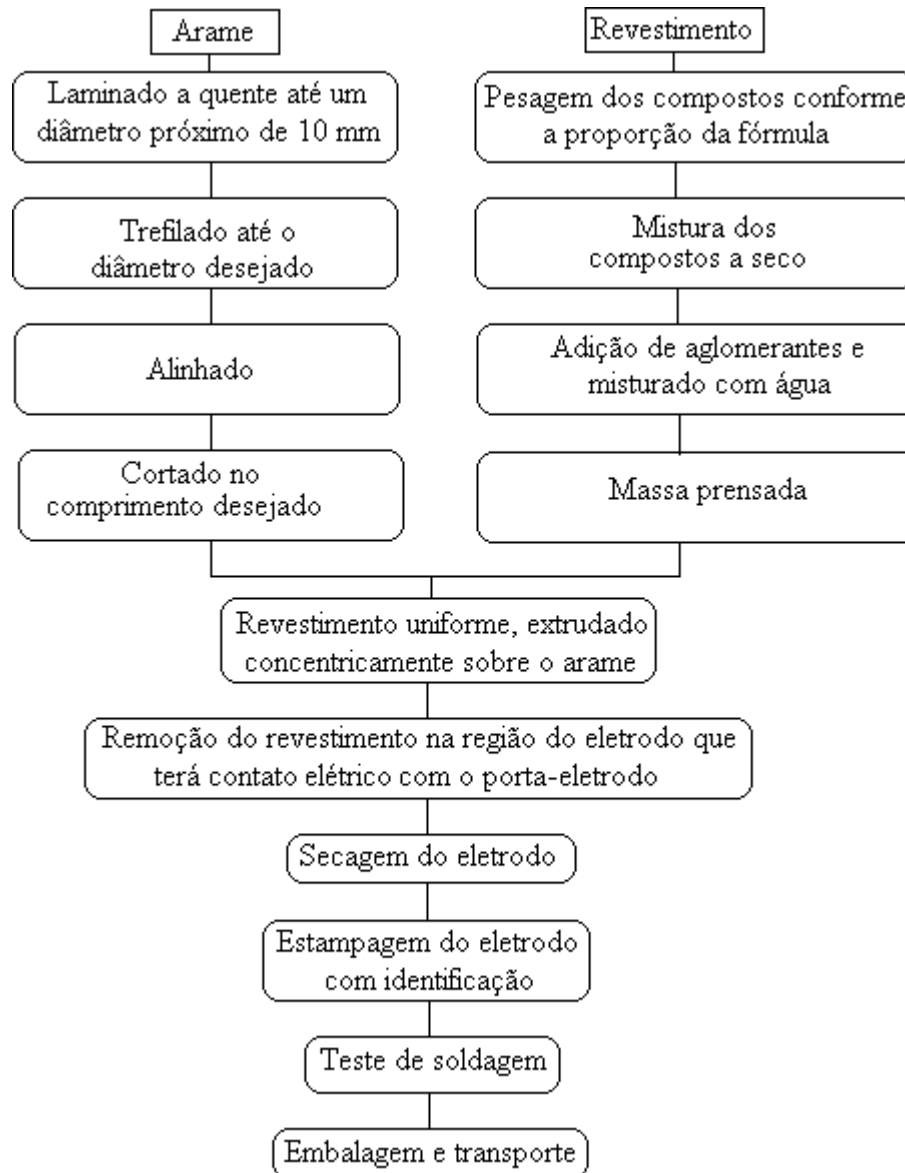 Arame
Laminado a quente até um
diâmetro próximo de 10 mm
Trefilado até o
diâmetro desejado
Alinhado
Cortado no
comprimento desejado
Revestimento
Pesagem dos compostos conforme
a proporção da fórmula
Mistura dos
compostos a seco
Adição de aglomerantes e
misturado com água
Massa prensada
Revestimento uniforme, extrudado
concentricamente sobre o arame
Remoção do revestimento na região do eletrodo que
terá contato elétrico com o porta-eletrodo
Secagem do eletrodo
Estampagem do eletrodo
com identificação
Teste de soldagem
Embalagem e transporte